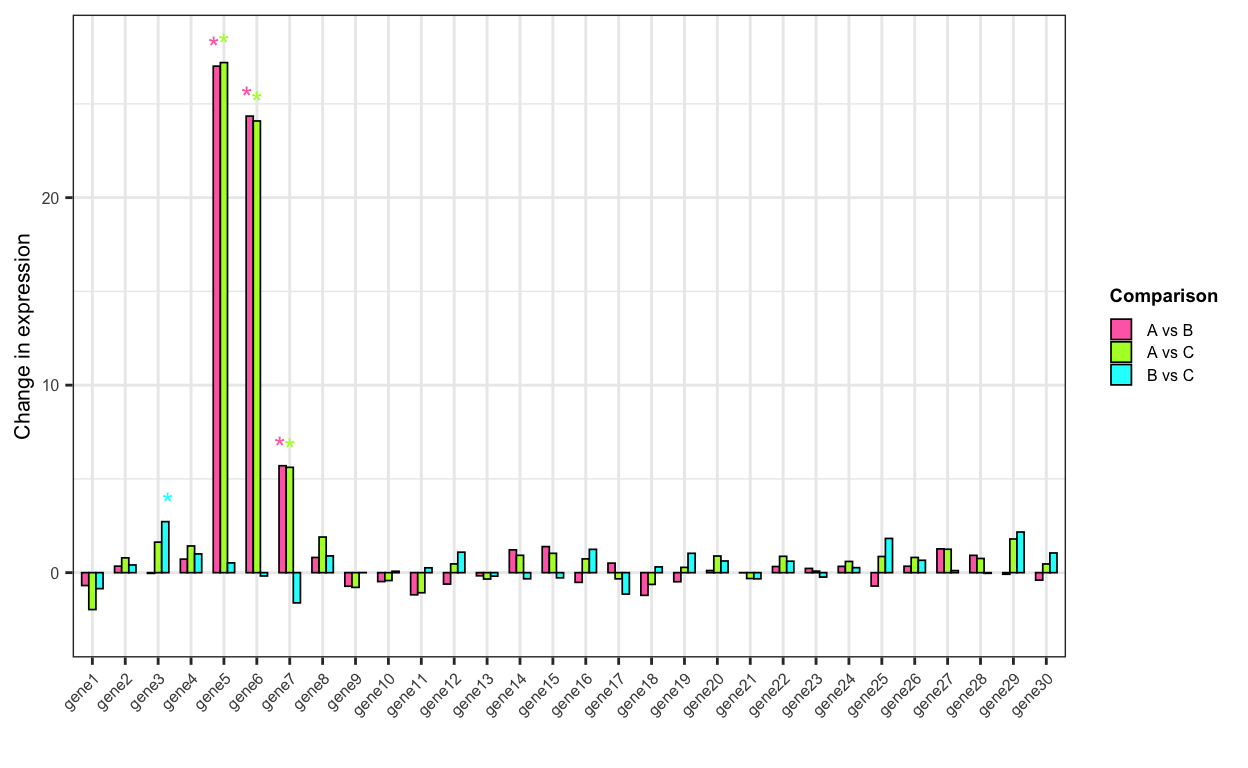 Change in expression
20
10
0
gene1
gene2
gene3
gene4
gene5
gene6
gene7
gene8
gene9
gene10
gene11
gene12
gene13
gene14
gene15
gene16
gene17
gene18
gene19
gene20
gene21
gene22
gene23
gene24
gene25
gene26
gene27
gene28
gene29
gene30
* *
* *
* *
*
Comparison
A vs B
A vs C
B vs C